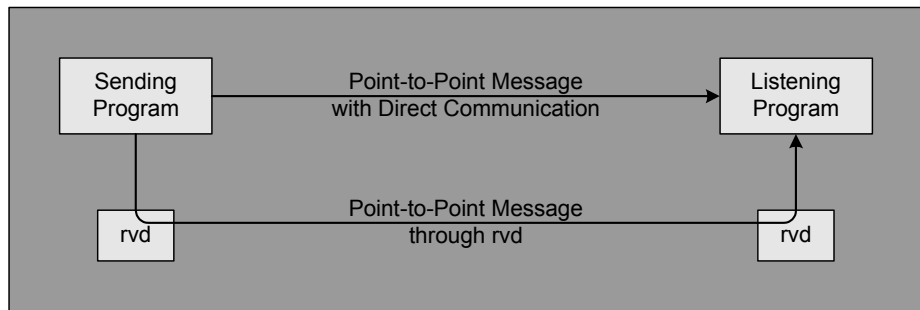 Sending
Program
Point-to-Point Message
with Direct Communication
Listening
Program
rvd
Point-to-Point Message
through rvd
rvd